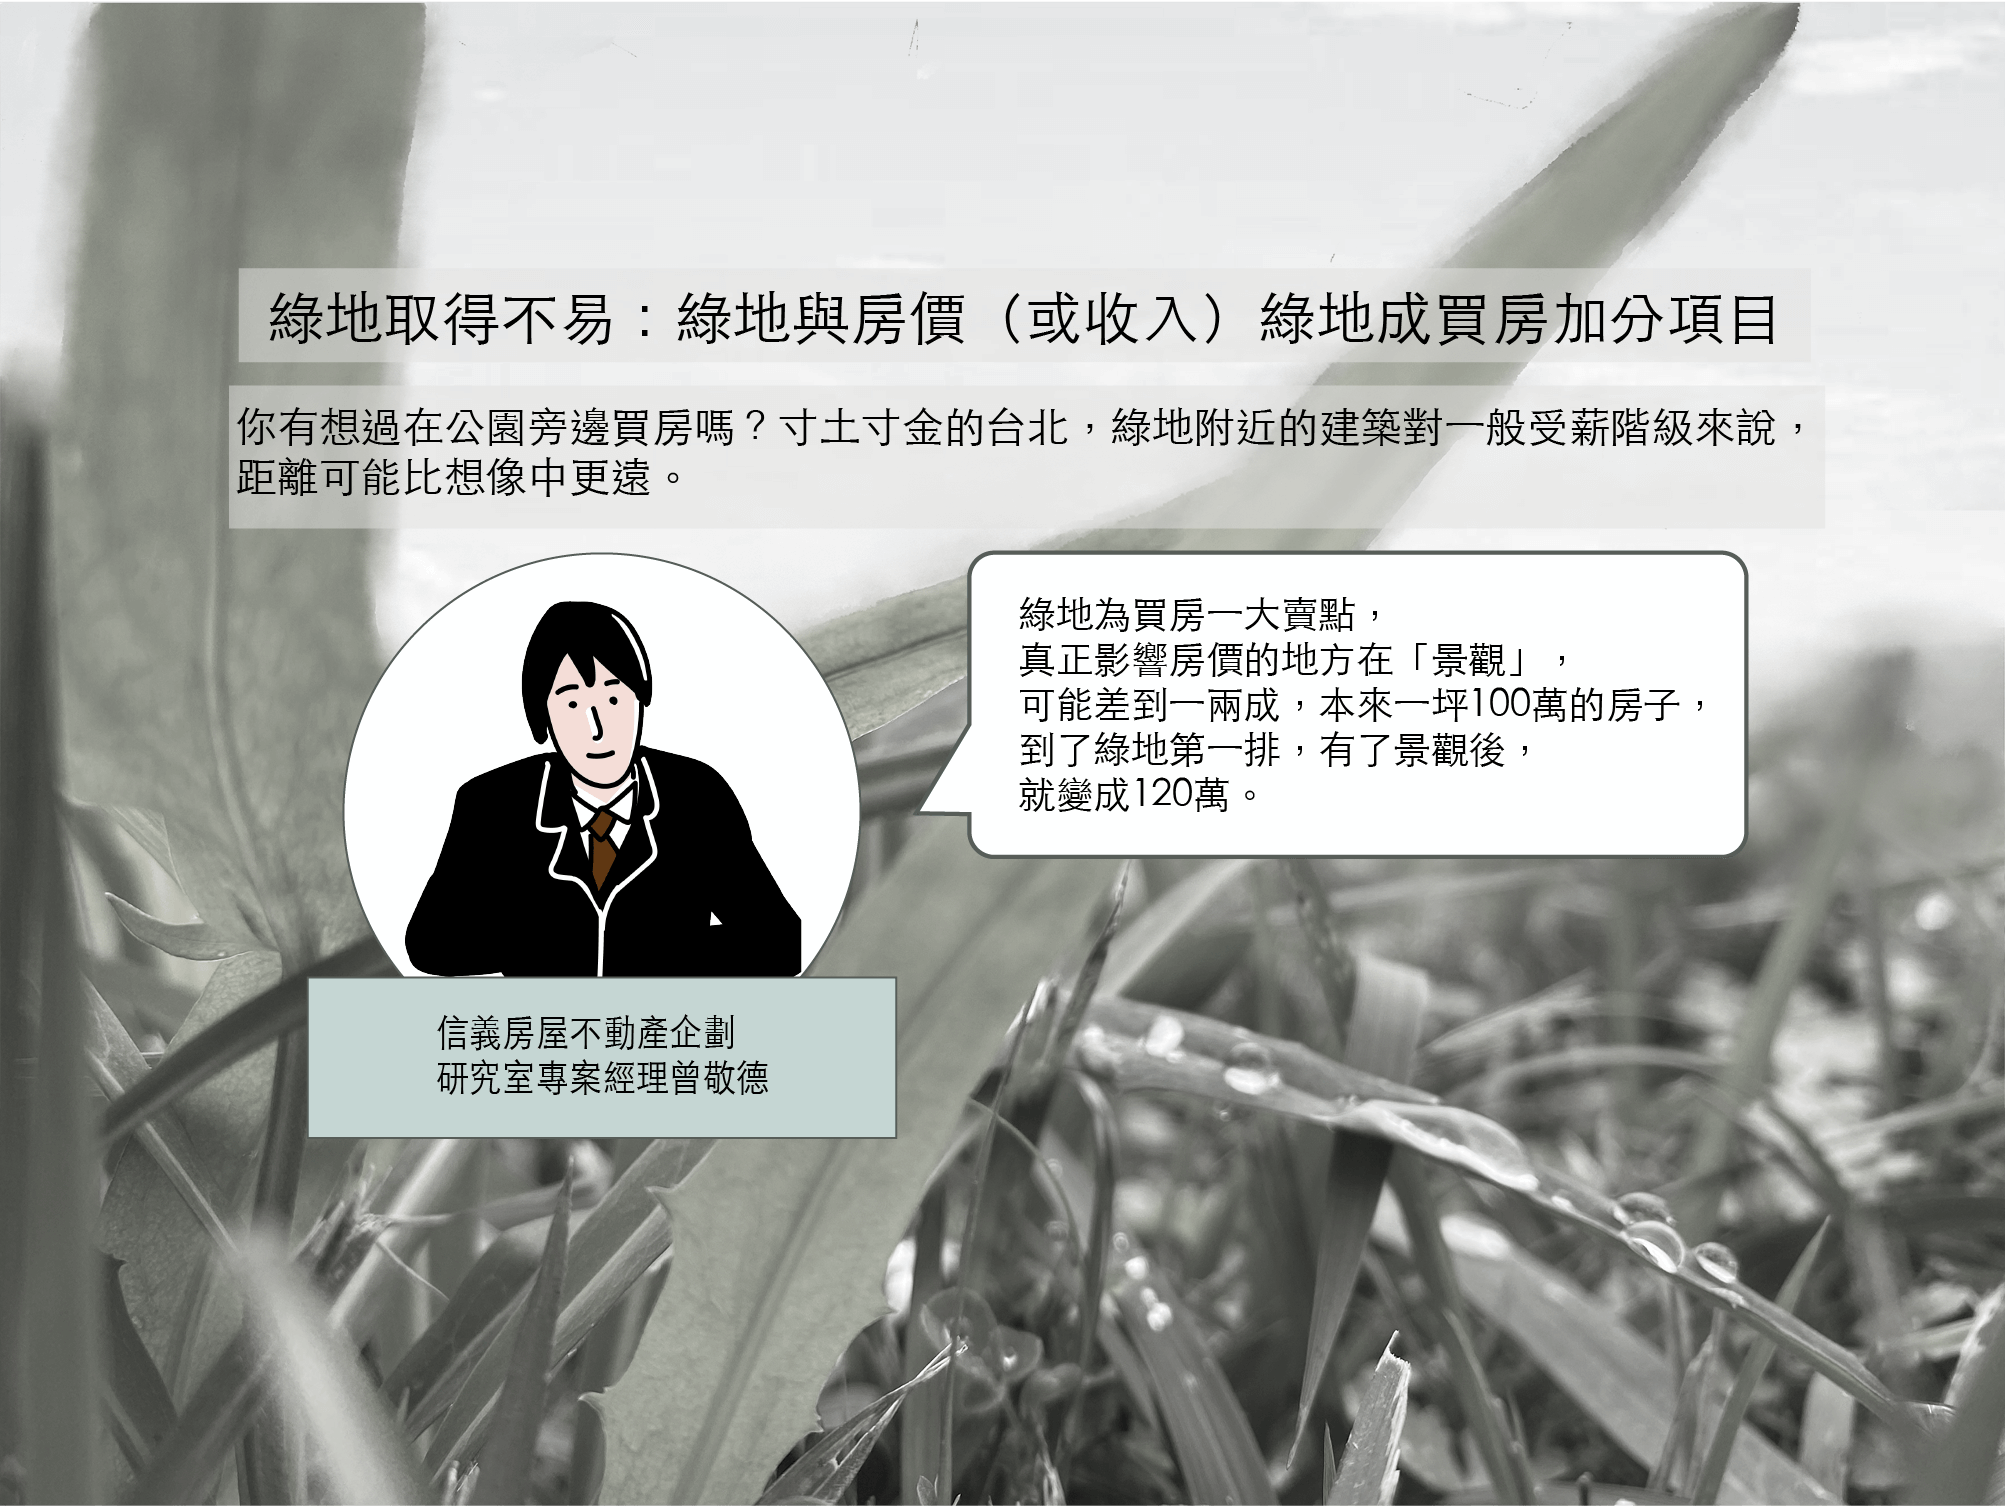 綠地取得不易：綠地與房價（或收入）綠地成買房加分項目
你有想過在公園旁邊買房嗎？寸土寸金的台北，綠地附近的建築對一般受薪階級來說，
距離可能比想像中更遠。
綠地為買房一大賣點，
真正影響房價的地方在「景觀」，
可能差到一兩成，本來一坪100萬的房子，
到了綠地第一排，有了景觀後，
就變成120萬。
信義房屋不動產企劃
研究室專案經理曾敬德